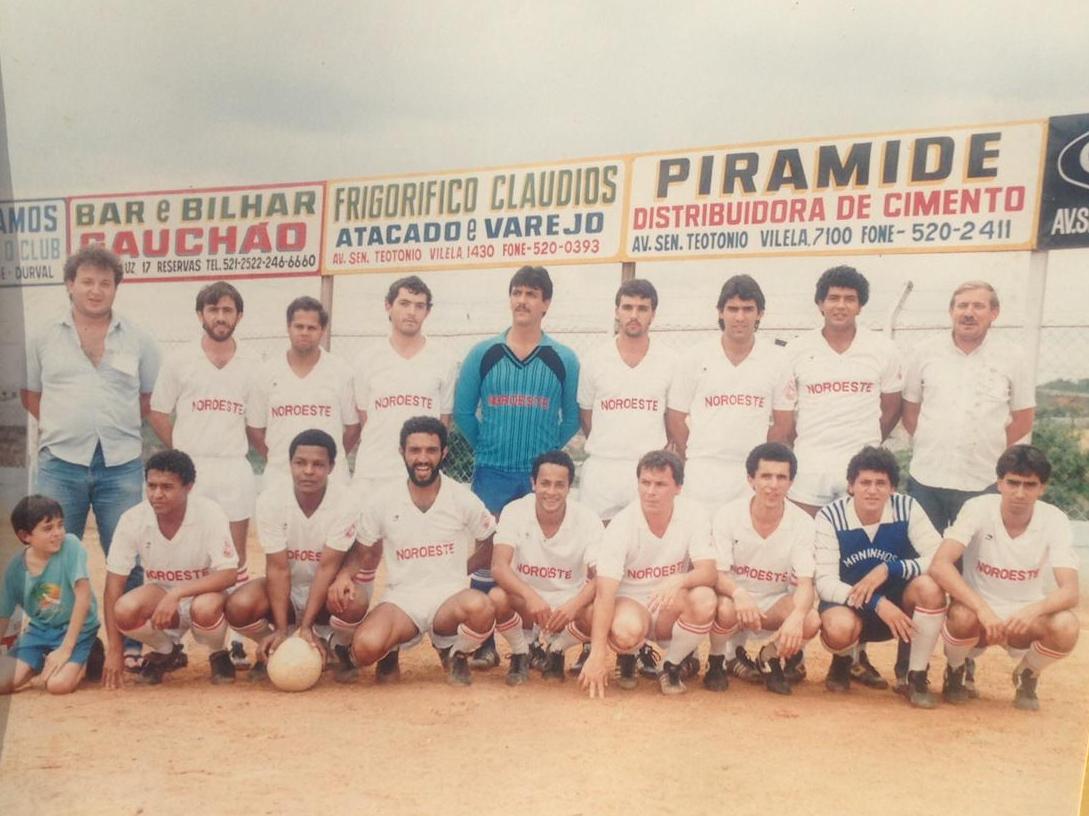 AMOS
O CLUB
E - DURVAL
BAR e BILHAR
GAUCHÃO
UZ 17 RESERVAS TEL. 521-2522-246-6660
FRIGORIFICO CLAUDIOS
ATACADO e VAREJO
AV. SEN. TEOTONIO VILELA, 1430 FONE-520-0393
PIRAMIDE
DISTRIBUIDORA DE CIMENTO
AV. SEN. TEOTONIO VILELA, 7100 FONE-520-2411
AV.S
NOROESTE
NOROESTE
NOROESTE
NOROESTE
NOROESTE
NOROESTE
NOROESTE
NOROESTE
NOROESTE
NOROESTE
NOROESTE
NOROESTE
NOROESTE
MANINHOS
NOROESTE